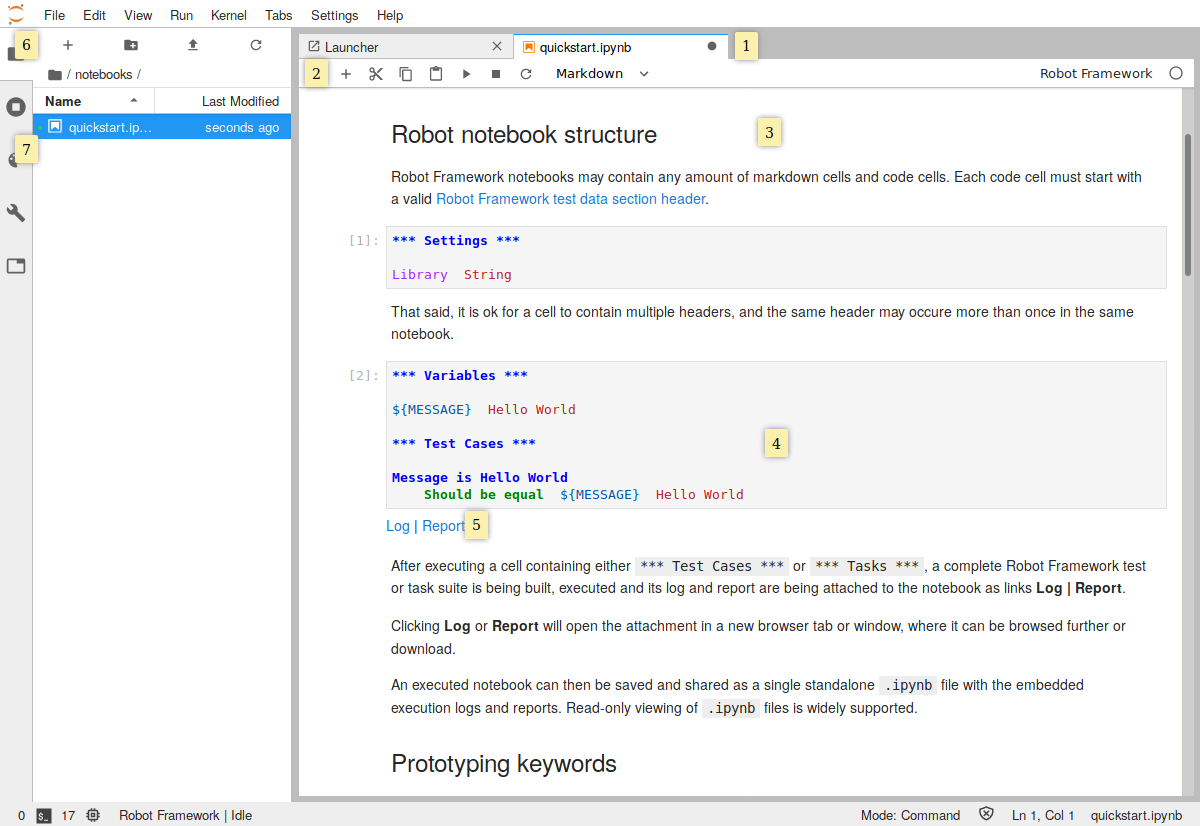 File Edit View Run Kernel Tabs Settings Help
6
/ notebooks /
Name Last Modified
quickstart.ip... seconds ago
7
Launcher quickstart.ipynb 1
2 Markdown Robot Framework
Robot notebook structure 3
Robot Framework notebooks may contain any amount of markdown cells and code cells. Each code cell must start with
a valid Robot Framework test data section header.
[1]: *** Settings ***
Library String
That said, it is ok for a cell to contain multiple headers, and the same header may occure more than once in the same
notebook.
[2]: *** Variables ***
${MESSAGE} Hello World
*** Test Cases *** 4
Message is Hello World
Should be equal ${MESSAGE} Hello World
Log | Report 5
After executing a cell containing either *** Test Cases *** or *** Tasks ***, a complete Robot Framework test
or task suite is being built, executed and its log and report are being attached to the notebook as links Log | Report.
Clicking Log or Report will open the attachment in a new browser tab or window, where it can be browsed further or
download.
An executed notebook can then be saved and shared as a single standalone .ipynb file with the embedded
execution logs and reports. Read-only viewing of .ipynb files is widely supported.
Prototyping keywords
0 $_ 17 Robot Framework | Idle Mode: Command Ln 1, Col 1 quickstart.ipynb